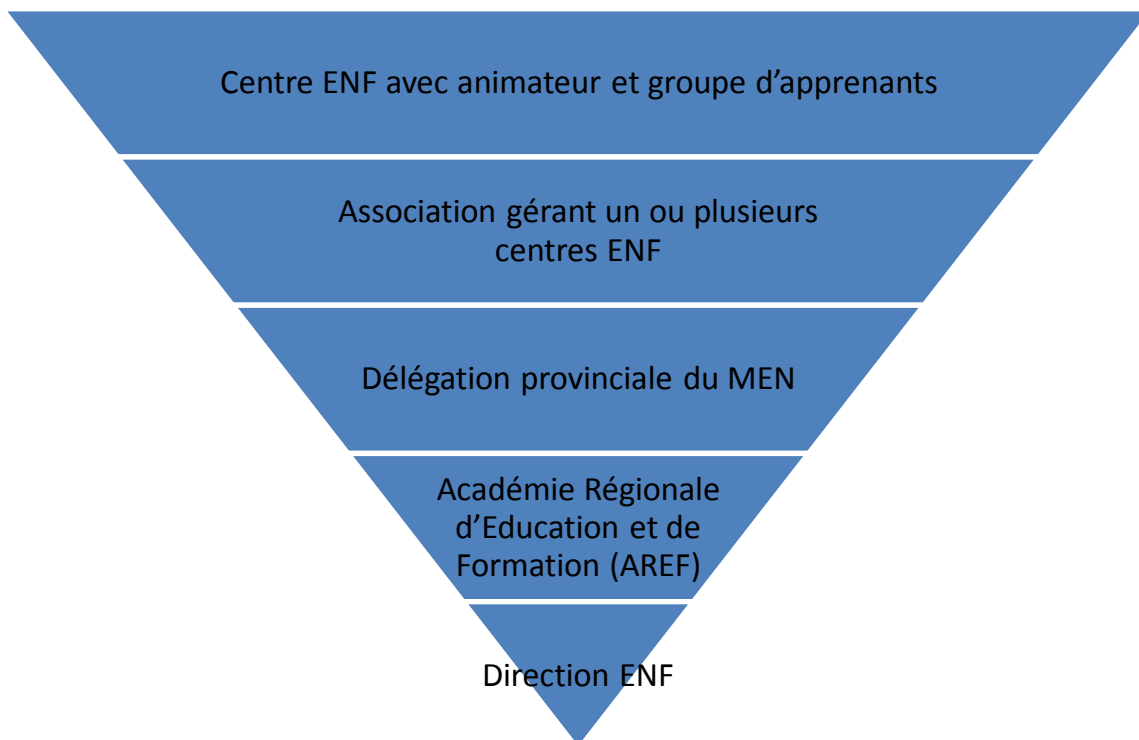 Centre ENF avec animateur et groupe d’apprenants
Association gérant un ou plusieurs
centres ENF
Délégation provinciale du MEN
Académie Régionale
d’Education et de
Formation (AREF)
Direction ENF